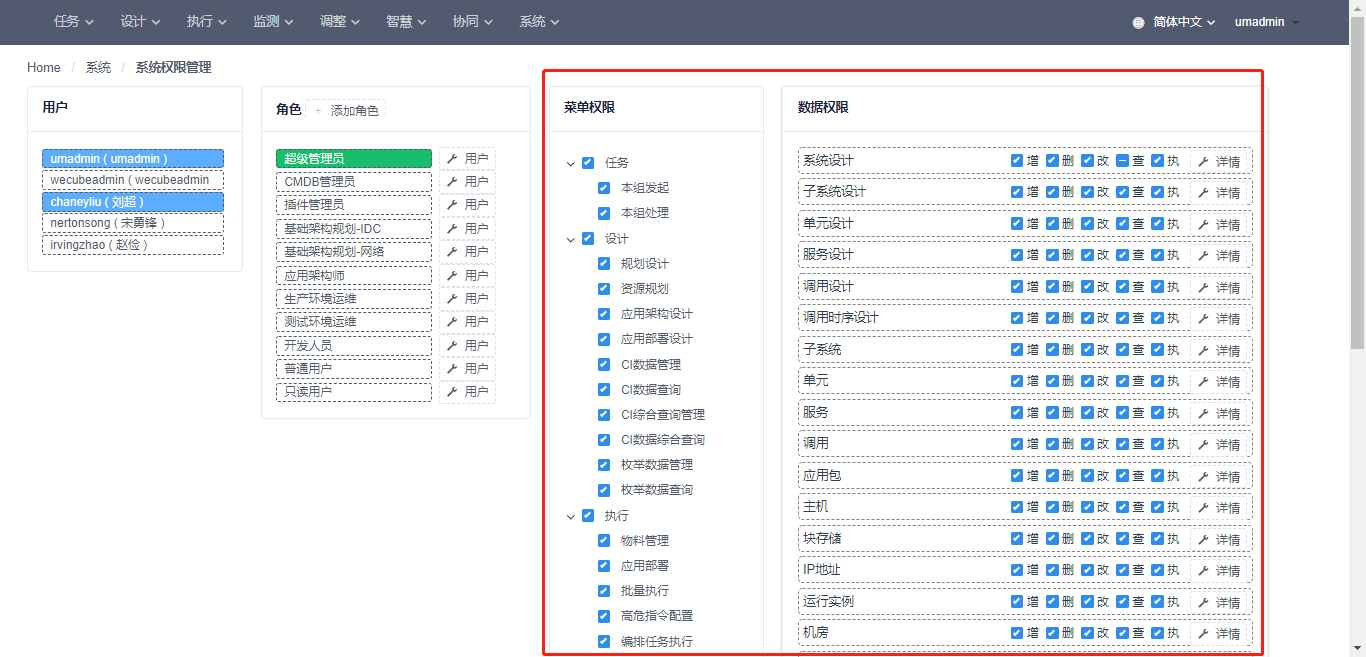 任务 设计 执行 监测 调整 智慧 协同 系统 简体中文 umadmin
Home / 系统 / 系统权限管理
用户
umadmin ( umadmin )
wecubeadmin ( wecubeadmin
chaneyliu ( 刘超 )
nertonsong ( 宋勇锋 )
irvingzhao ( 赵俭 )
角色 + 添加角色
超级管理员 用户
CMDB管理员 用户
插件管理员 用户
基础架构规划-IDC 用户
基础架构规划-网络 用户
应用架构师 用户
生产环境运维 用户
测试环境运维 用户
开发人员 用户
普通用户 用户
只读用户 用户
菜单权限
任务
本组发起
本组处理
设计
规划设计
资源规划
应用架构设计
应用部署设计
CI数据管理
CI数据查询
CI综合查询管理
CI数据综合查询
枚举数据管理
枚举数据查询
执行
物料管理
应用部署
批量执行
高危指令配置
编排任务执行
数据权限
系统设计 增 删 改 查 执 详情
子系统设计 增 删 改 查 执 详情
单元设计 增 删 改 查 执 详情
服务设计 增 删 改 查 执 详情
调用设计 增 删 改 查 执 详情
调用时序设计 增 删 改 查 执 详情
子系统 增 删 改 查 执 详情
单元 增 删 改 查 执 详情
服务 增 删 改 查 执 详情
调用 增 删 改 查 执 详情
应用包 增 删 改 查 执 详情
主机 增 删 改 查 执 详情
块存储 增 删 改 查 执 详情
IP地址 增 删 改 查 执 详情
运行实例 增 删 改 查 执 详情
机房 增 删 改 查 执 详情